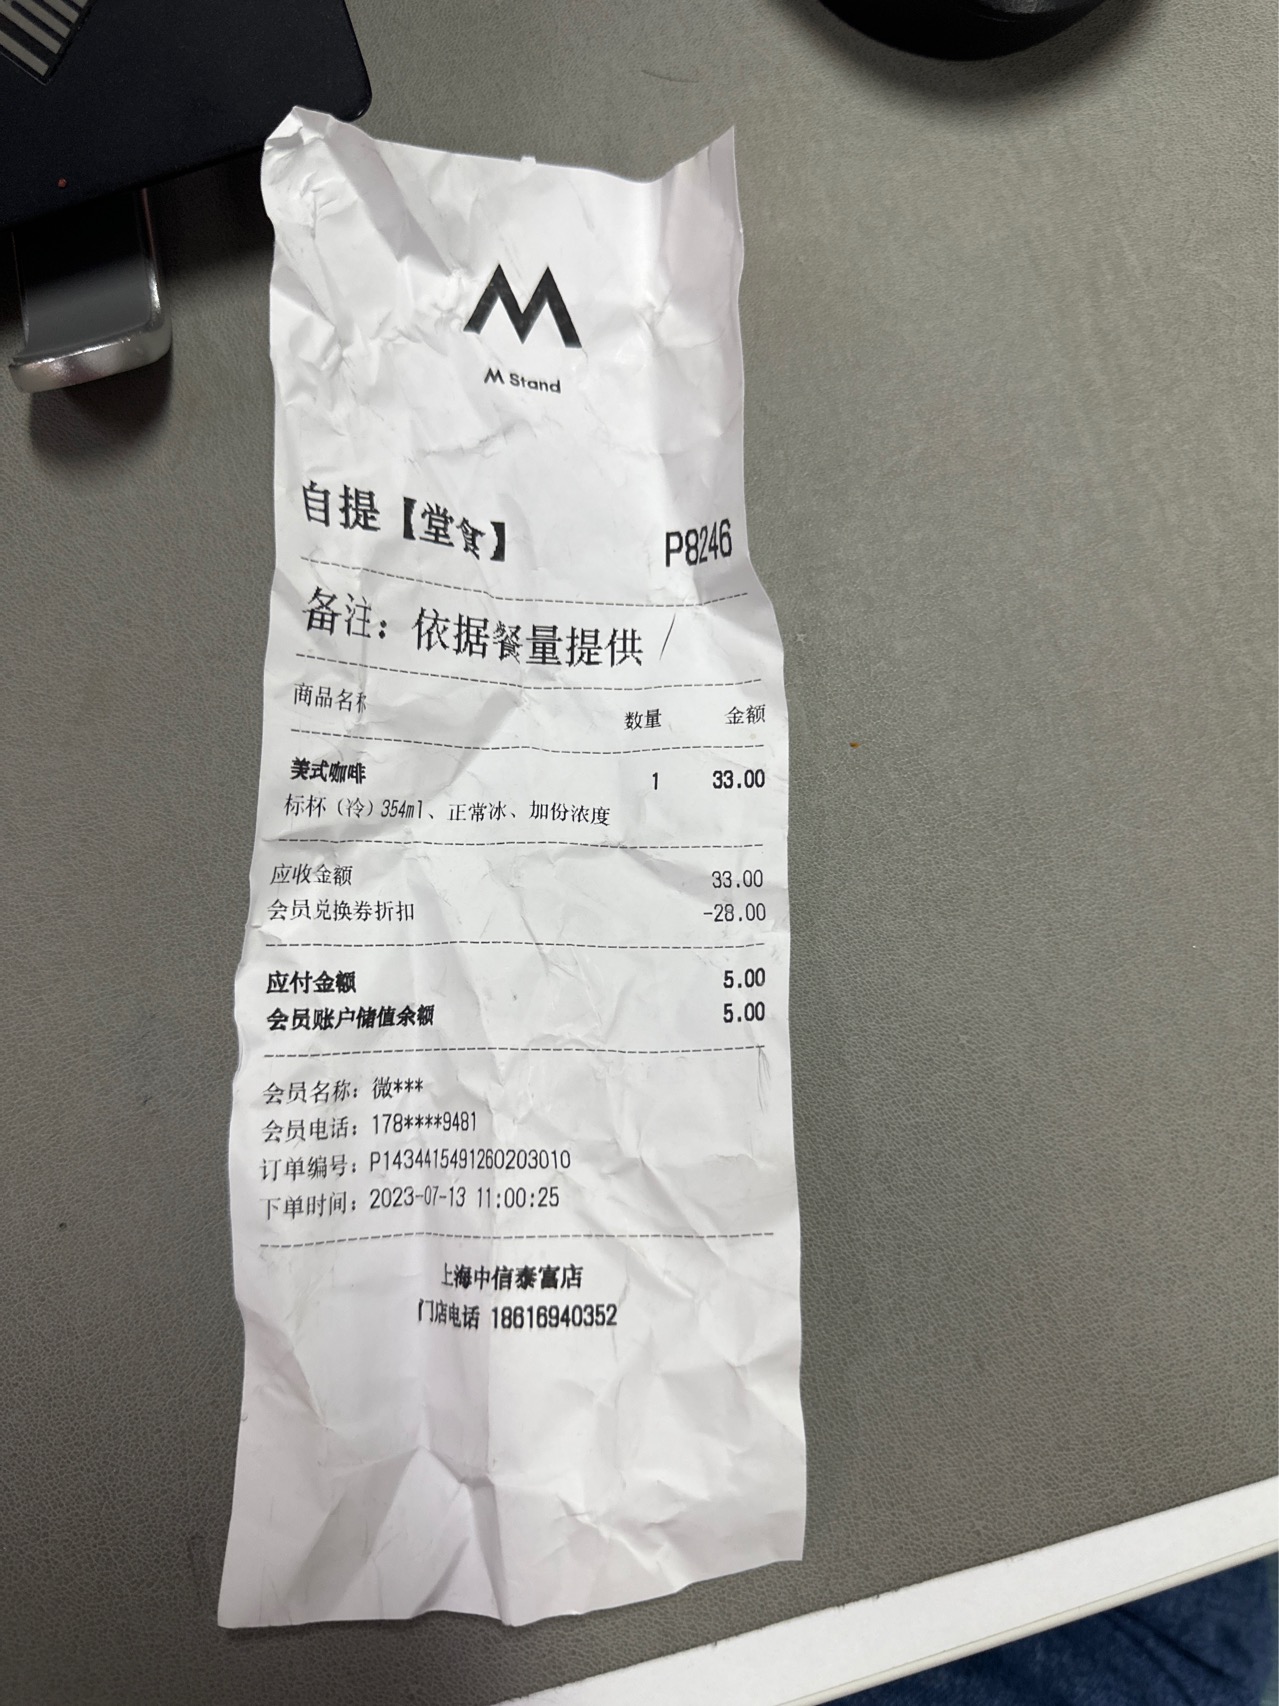 M Stand
自提【堂食】 P8246
备注：依据餐量提供 /
商品名称 数量 金额
美式咖啡 1 33.00
标杯（冷）354ml、正常冰、加份浓度
应收金额 33.00
会员兑换券折扣 -28.00
应付金额 5.00
会员账户储值余额 5.00
会员名称：微***
会员电话：178****9481
订单编号：P1434415491260203010
下单时间：2023-07-13 11:00:25
上海中信泰富店
门店电话 18616940352